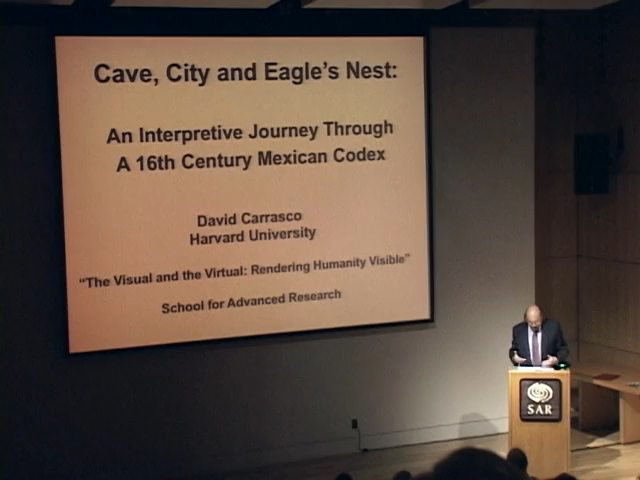 Cave, City and Eagle's Nest:
An Interpretive Journey Through
A 16th Century Mexican Codex
David Carrasco
Harvard University
“The Visual and the Virtual: Rendering Humanity Visible”
School for Advanced Research
SAR